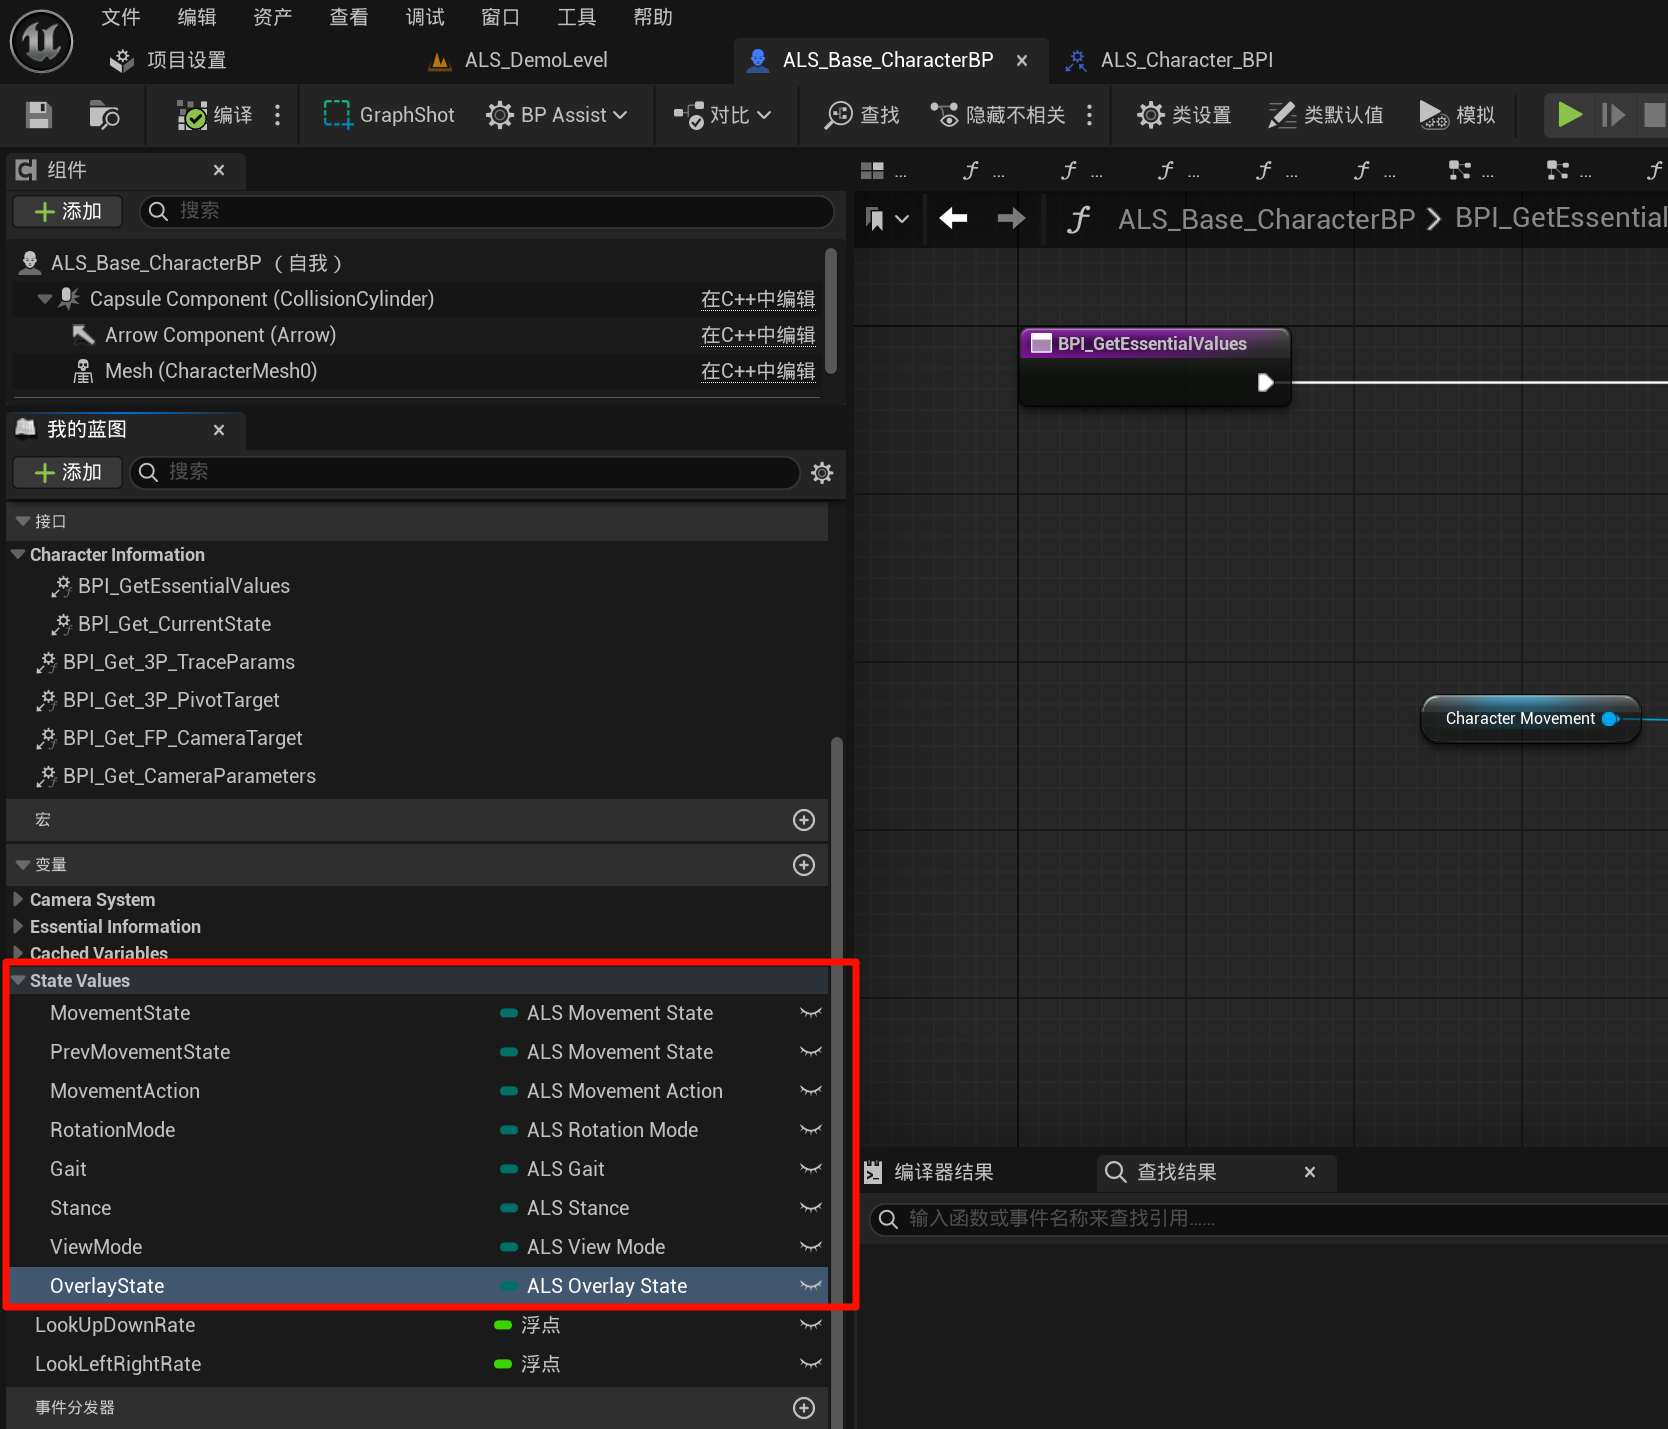 文件 编辑 资产 查看 调试 窗口 工具 帮助
项目设置 ALS_DemoLevel ALS_Base_CharacterBP ALS_Character_BPI
编译 GraphShot BP Assist 对比 查找 隐藏不相关 类设置 类默认值 模拟
组件
... ... ... ... ... ... ... ...
添加 搜索
ALS_Base_CharacterBP > BPI_GetEssential
ALS_Base_CharacterBP （自我）
Capsule Component (CollisionCylinder) 在C++中编辑
Arrow Component (Arrow) 在C++中编辑
Mesh (CharacterMesh0) 在C++中编辑
BPI_GetEssentialValues
我的蓝图
添加 搜索
接口
Character Information
BPI_GetEssentialValues
BPI_Get_CurrentState
BPI_Get_3P_TraceParams
BPI_Get_3P_PivotTarget
BPI_Get_FP_CameraTarget
BPI_Get_CameraParameters
Character Movement
宏
变量
Camera System
Essential Information
Cached Variables
State Values
MovementState ALS Movement State
PrevMovementState ALS Movement State
MovementAction ALS Movement Action
RotationMode ALS Rotation Mode
Gait ALS Gait
Stance ALS Stance
ViewMode ALS View Mode
OverlayState ALS Overlay State
LookUpDownRate 浮点
LookLeftRightRate 浮点
事件分发器
编译器结果 查找结果
输入函数或事件名称来查找引用......